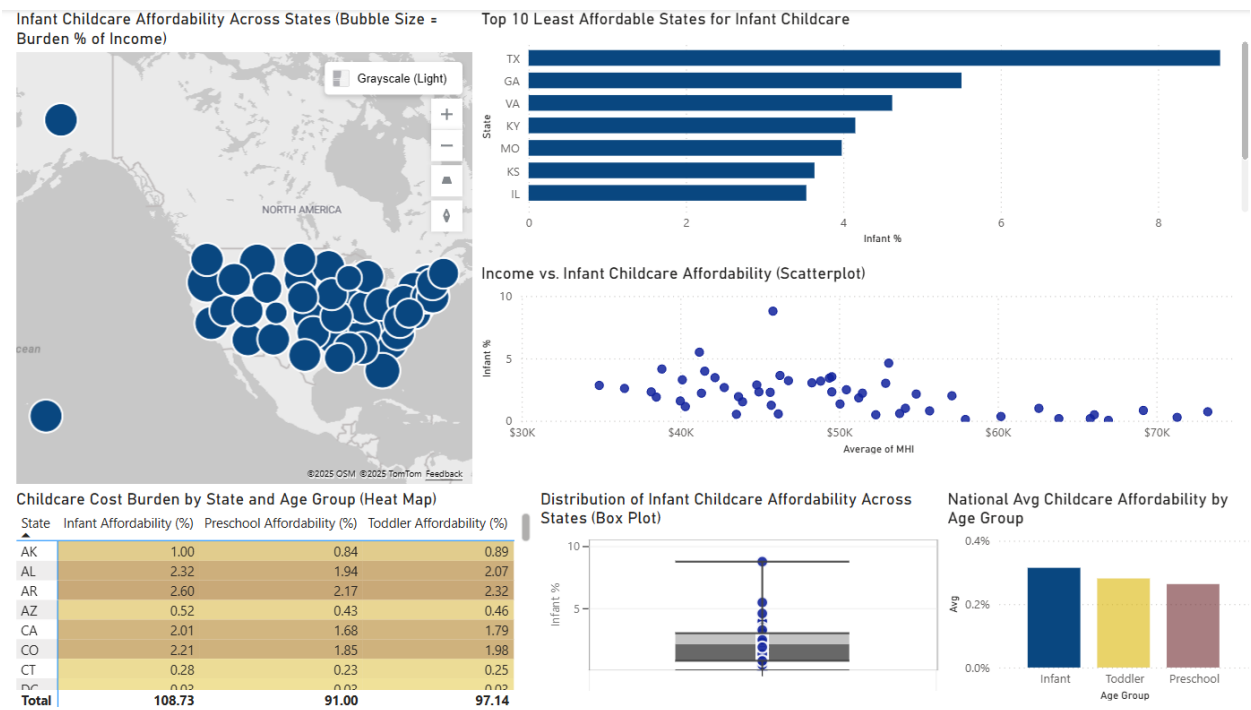 Infant Childcare Affordability Across States (Bubble Size =
Burden % of Income)
Grayscale (Light)
NORTH AMERICA
cean
©2025 OSM ©2025 TomTom Feedback
Top 10 Least Affordable States for Infant Childcare
State
TX
GA
VA
KY
MO
KS
IL
0 2 4 6 8
Infant %
Income vs. Infant Childcare Affordability (Scatterplot)
Infant %
10
5
0
$30K $40K $50K $60K $70K
Average of MHI
Childcare Cost Burden by State and Age Group (Heat Map)
State Infant Affordability (%) Preschool Affordability (%) Toddler Affordability (%)
AK 1.00 0.84 0.89
AL 2.32 1.94 2.07
AR 2.60 2.17 2.32
AZ 0.52 0.43 0.46
CA 2.01 1.68 1.79
CO 2.21 1.85 1.98
CT 0.28 0.23 0.25
DC 0.03 0.03 0.03
Total 108.73 91.00 97.14
Distribution of Infant Childcare Affordability Across
States (Box Plot)
Infant %
10
5
National Avg Childcare Affordability by
Age Group
Avg
0.4%
0.2%
0.0%
Infant Toddler Preschool
Age Group